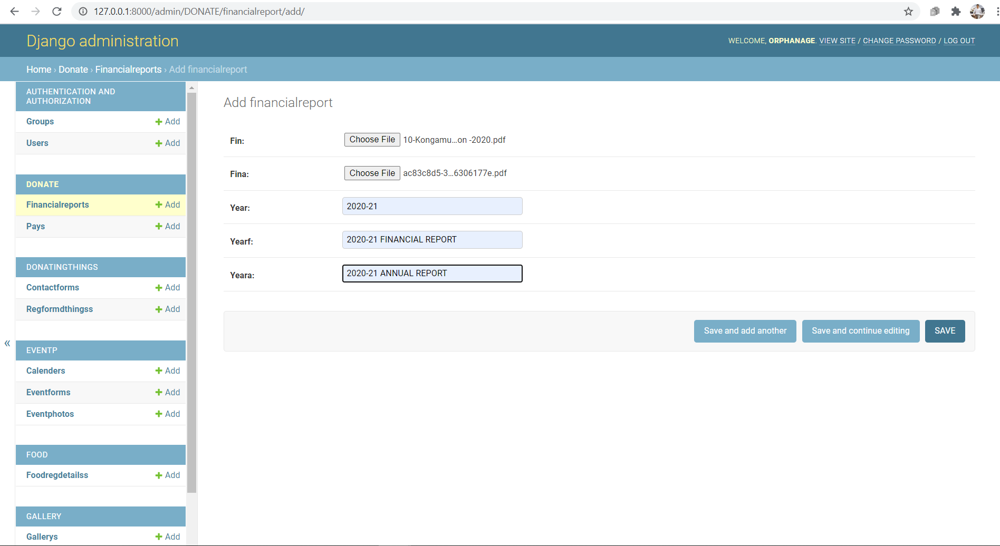 127.0.0.1:8000/admin/DONATE/financialreport/add/
Django administration
WELCOME, ORPHANAGE. VIEW SITE / CHANGE PASSWORD / LOG OUT
Home › Donate › Financialreports › Add financialreport
AUTHENTICATION AND
AUTHORIZATION
Groups Add
Users Add
DONATE
Financialreports Add
Pays Add
DONATINGTHINGS
Contactforms Add
Regformdthingss Add
EVENTP
Calenders Add
Eventforms Add
Eventphotos Add
FOOD
Foodregdetailss Add
GALLERY
Gallerys Add
«
Add financialreport
Fin: Choose File 10-Kongamu...on -2020.pdf
Fina: Choose File ac83c8d5-3...6306177e.pdf
Year: 2020-21
Yearf: 2020-21 FINANCIAL REPORT
Yeara: 2020-21 ANNUAL REPORT
Save and add another Save and continue editing SAVE